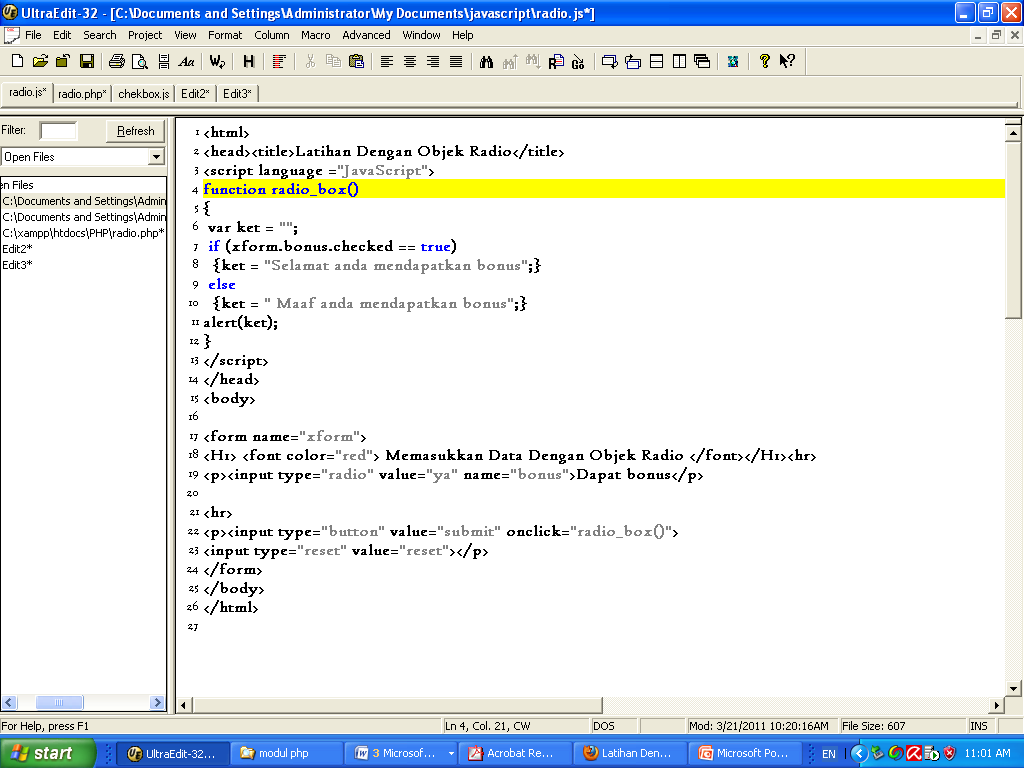 UltraEdit-32 - [C:\Documents and Settings\Administrator\My Documents\javascript\radio.js*]
File Edit Search Project View Format Column Macro Advanced Window Help
radio.js* radio.php* chekbox.js Edit2* Edit3*
Filter: Refresh
Open Files
en Files
C:\Documents and Settings\Admin
C:\Documents and Settings\Admin
C:\xampp\htdocs\PHP\radio.php*
Edit2*
Edit3*
1 <html>
2 <head><title>Latihan Dengan Objek Radio</title>
3 <script language ="JavaScript">
4 function radio_box()
5 {
6 var ket = "";
7 if (xform.bonus.checked == true)
8 {ket = "Selamat anda mendapatkan bonus";}
9 else
10 {ket = " Maaf anda mendapatkan bonus";}
11 alert(ket);
12 }
13 </script>
14 </head>
15 <body>
16
17 <form name="xform">
18 <H1> <font color="red"> Memasukkan Data Dengan Objek Radio </font></H1><hr>
19 <p><input type="radio" value="ya" name="bonus">Dapat bonus</p>
20
21 <hr>
22 <p><input type="button" value="submit" onclick="radio_box()">
23 <input type="reset" value="reset"></p>
24 </form>
25 </body>
26 </html>
27
For Help, press F1 Ln 4, Col. 21, CW DOS Mod: 3/21/2011 10:20:16AM File Size: 607 INS
start UltraEdit-32... modul php 3 Microsof... Acrobat Re... Latihan Den... Microsoft Po... EN 11:01 AM